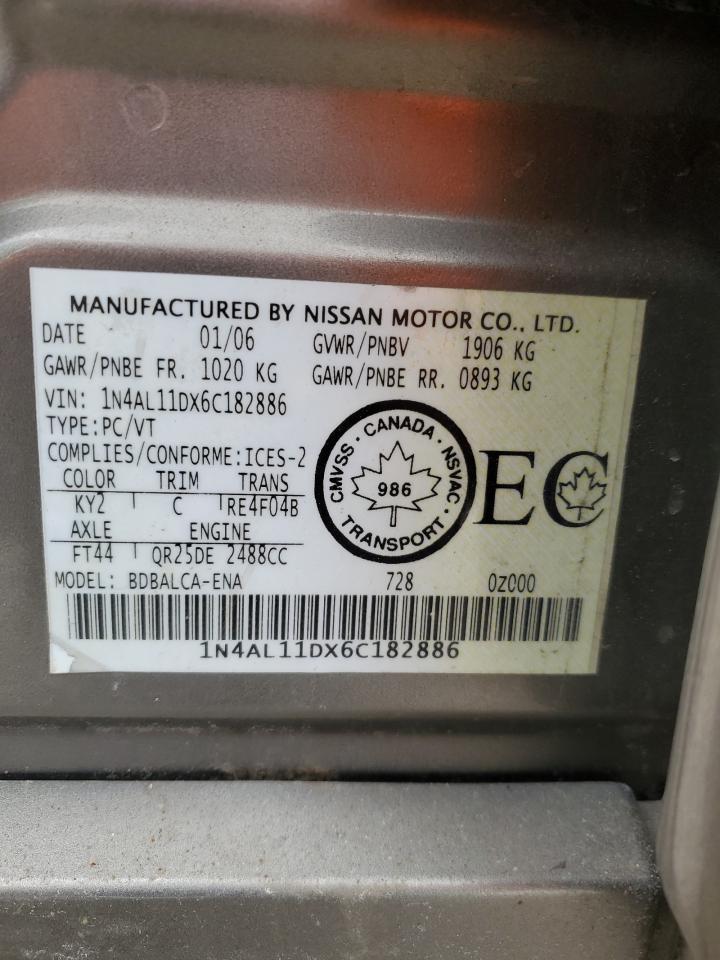 MANUFACTURED BY NISSAN MOTOR CO., LTD.
DATE 01/06 GVWR/PNBV 1906 KG
GAWR/PNBE FR. 1020 KG GAWR/PNBE RR. 0893 KG
VIN: 1N4AL11DX6C182886
TYPE:PC/VT
COMPLIES/CONFORME:ICES-2
COLOR TRIM TRANS
KY2 C RE4F04B
AXLE ENGINE
FT44 QR25DE 2488CC
CMVSS · CANADA · NSVAC
986
· TRANSPORT ·
EC
MODEL: BDBALCA-ENA 728 0Z000
1N4AL11DX6C182886